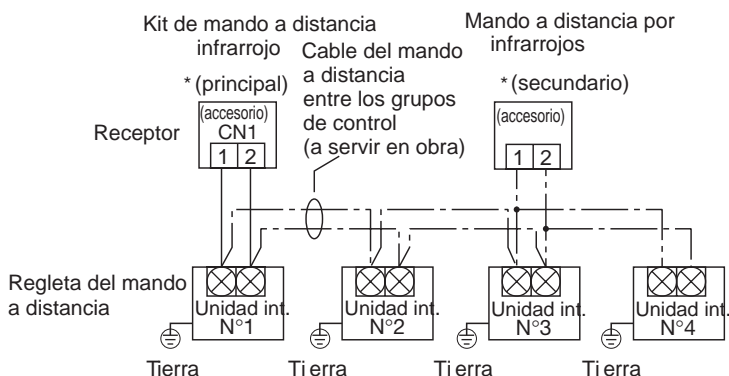 Kit de mando a distancia
infrarrojo
* (principal)
(accesorio)
CN1
1 2
Receptor
Cable del mando
a distancia
entre los grupos
de control
(a servir en obra)
Mando a distancia por
infrarrojos
* (secundario)
(accesorio)
1 2
Regleta del mando
a distancia
Unidad int.
N°1
Unidad int.
N°2
Unidad int.
N°3
Unidad int.
N°4
Tierra
Tierra
Tierra
Tierra